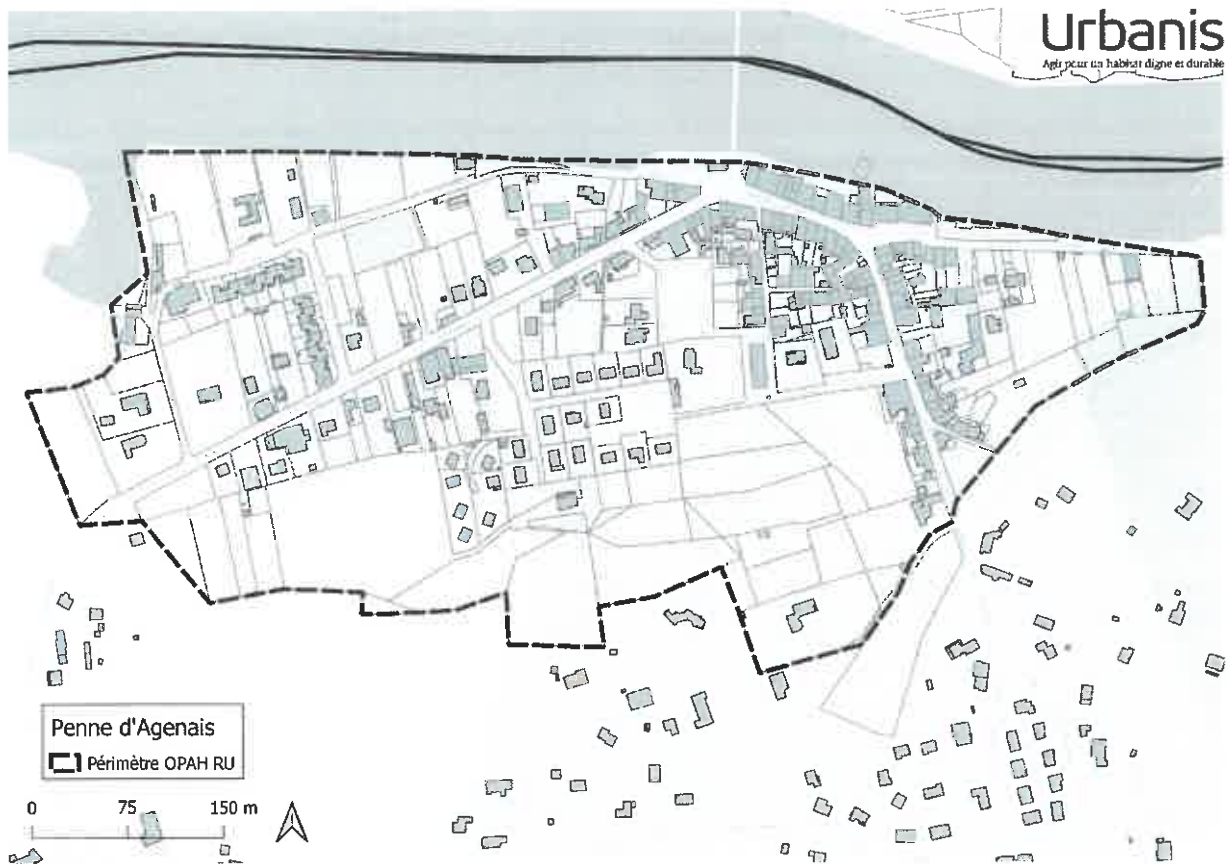 Urbanis
Agir pour un habitat digne et durable
Penne d'Agenais
Périmètre OPAH RU
0 75 150 m